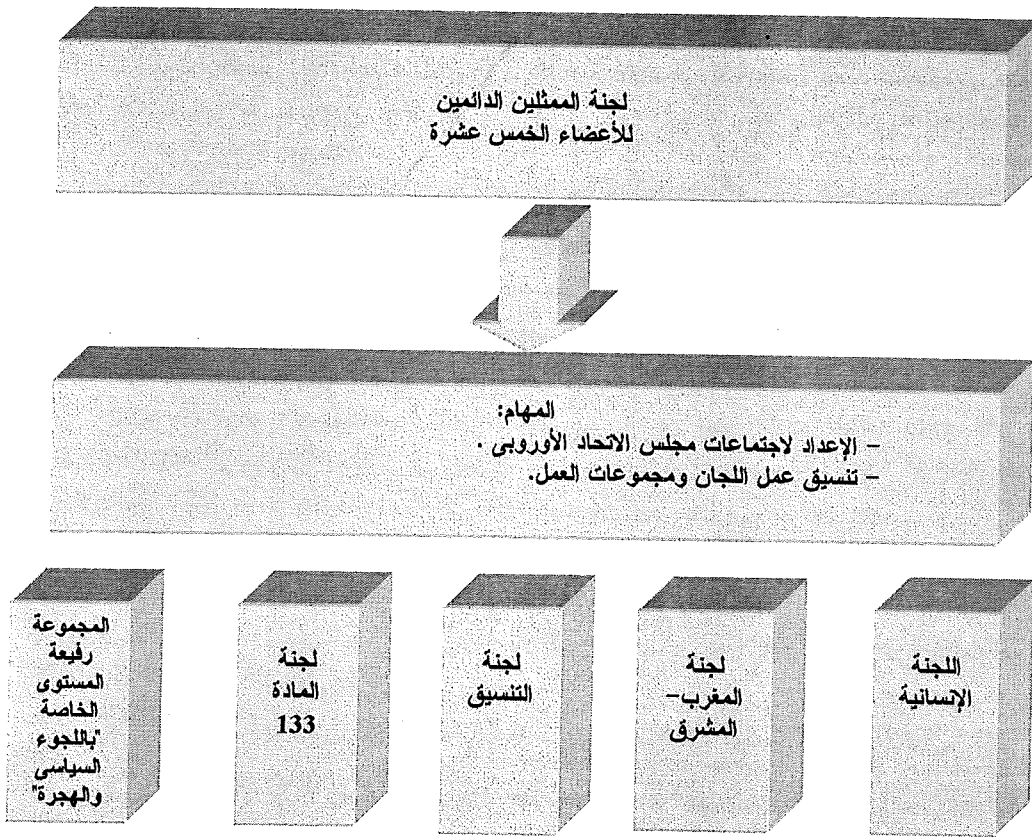 لجنة الممثلين الدائمين
للأعضاء الخمس عشرة
المهام:
– الإعداد لاجتماعات مجلس الاتحاد الأوروبى .
– تنسيق عمل اللجان ومجموعات العمل.
اللجنة
الإنسانية
لجنة
المغرب–
المشرق
لجنة
التنسيق
لجنة
المادة
133
المجموعة
رفيعة
المستوى
الخاصة
"باللجوء
السياسى
والهجرة"